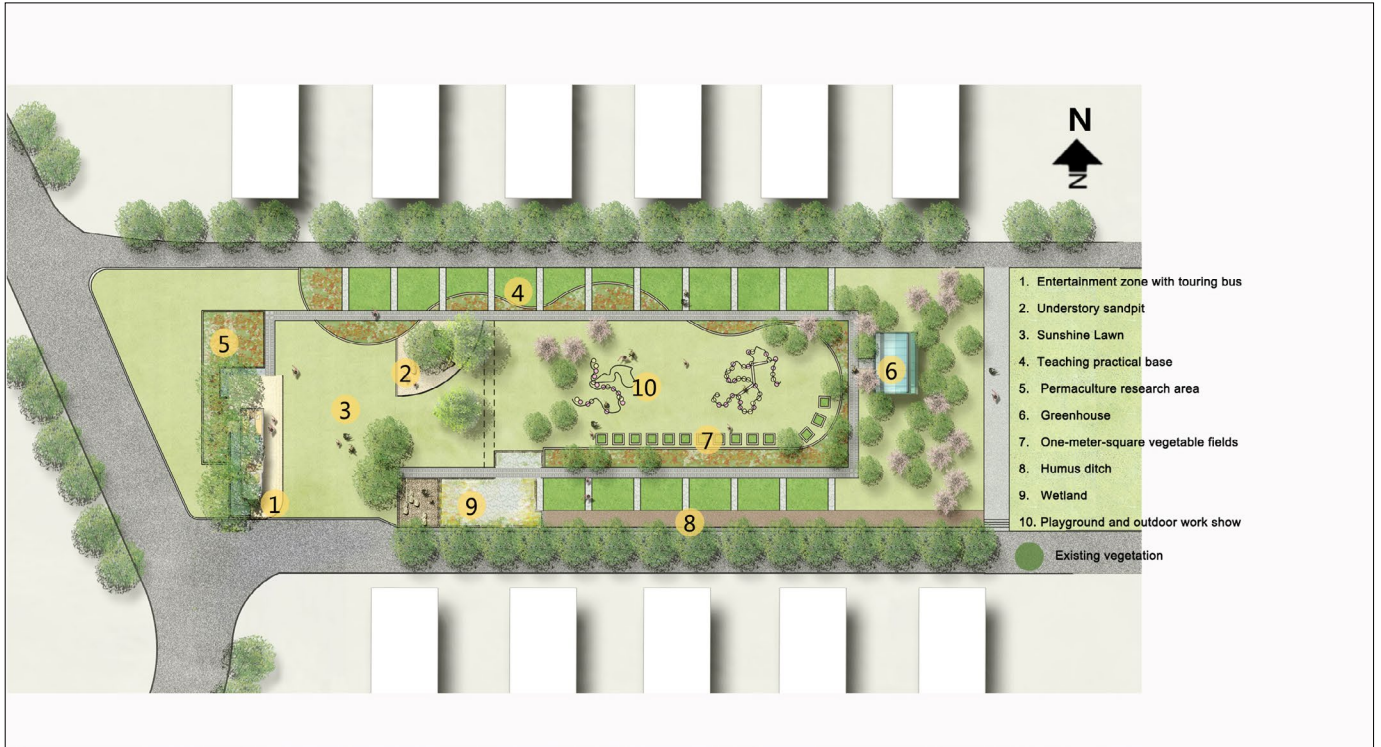 N
N
1. Entertainment zone with touring bus
2. Understory sandpit
3. Sunshine Lawn
4. Teaching practical base
5. Permaculture research area
6. Greenhouse
7. One-meter-square vegetable fields
8. Humus ditch
9. Wetland
10. Playground and outdoor work show
Existing vegetation
4
5
2
6
10
3
7
1
9
8